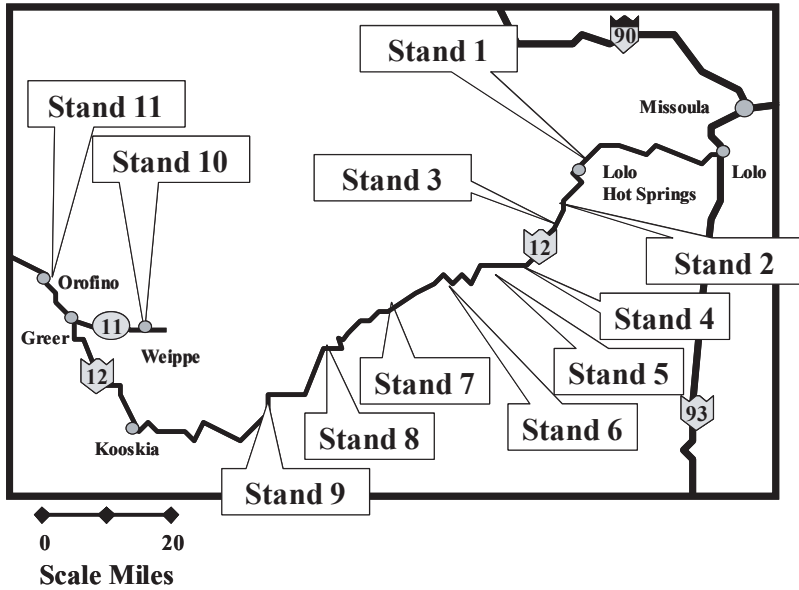 90
Stand 1
Missoula
Stand 11
Stand 10
Lolo
Hot Springs
Lolo
Stand 3
12
Stand 2
Orofino
Stand 4
11
Greer
Weippe
12
Stand 5
Stand 7
93
Stand 6
Stand 8
Kooskia
Stand 9
0
20
Scale Miles